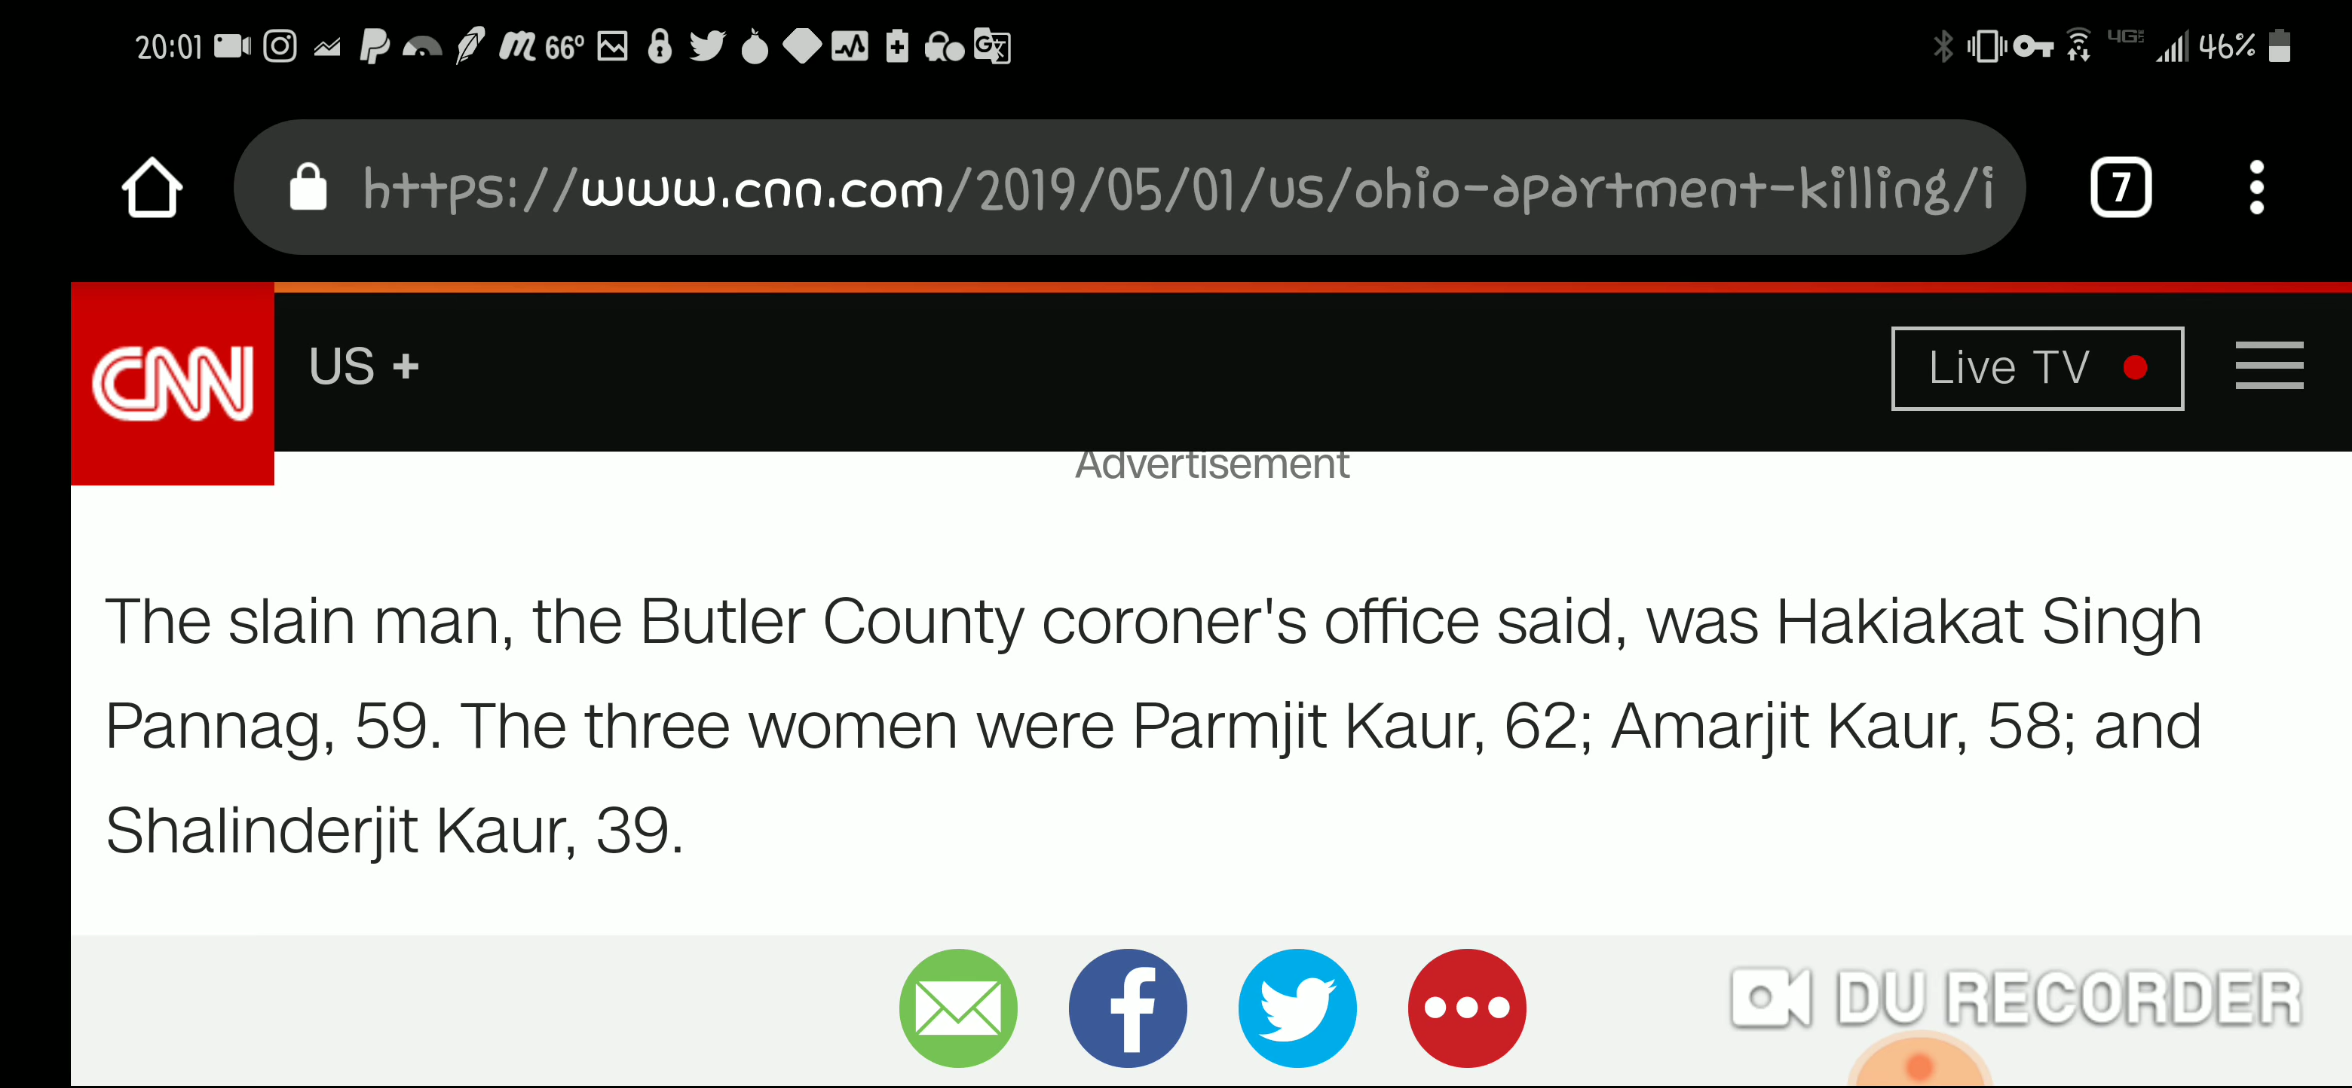 20:01 66° 4G 46%
https://www.cnn.com/2019/05/01/us/ohio-apartment-killing/i 7
CNN US + Live TV
Advertisement
The slain man, the Butler County coroner's office said, was Hakiakat Singh
Pannag, 59. The three women were Parmjit Kaur, 62; Amarjit Kaur, 58; and
Shalinderjit Kaur, 39.
DU RECORDER